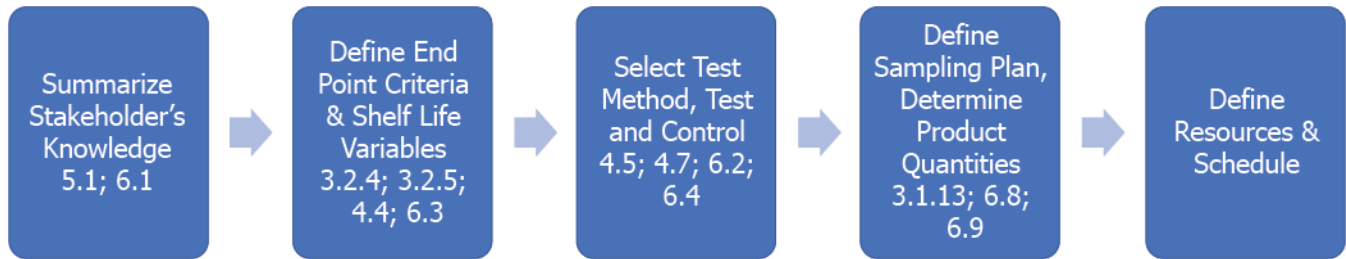 Summarize
Stakeholder's
Knowledge
5.1; 6.1
Define End
Point Criteria
& Shelf Life
Variables
3.2.4; 3.2.5;
4.4; 6.3
Select Test
Method, Test
and Control
4.5; 4.7; 6.2;
6.4
Define
Sampling Plan,
Determine
Product
Quantities
3.1.13; 6.8;
6.9
Define
Resources &
Schedule